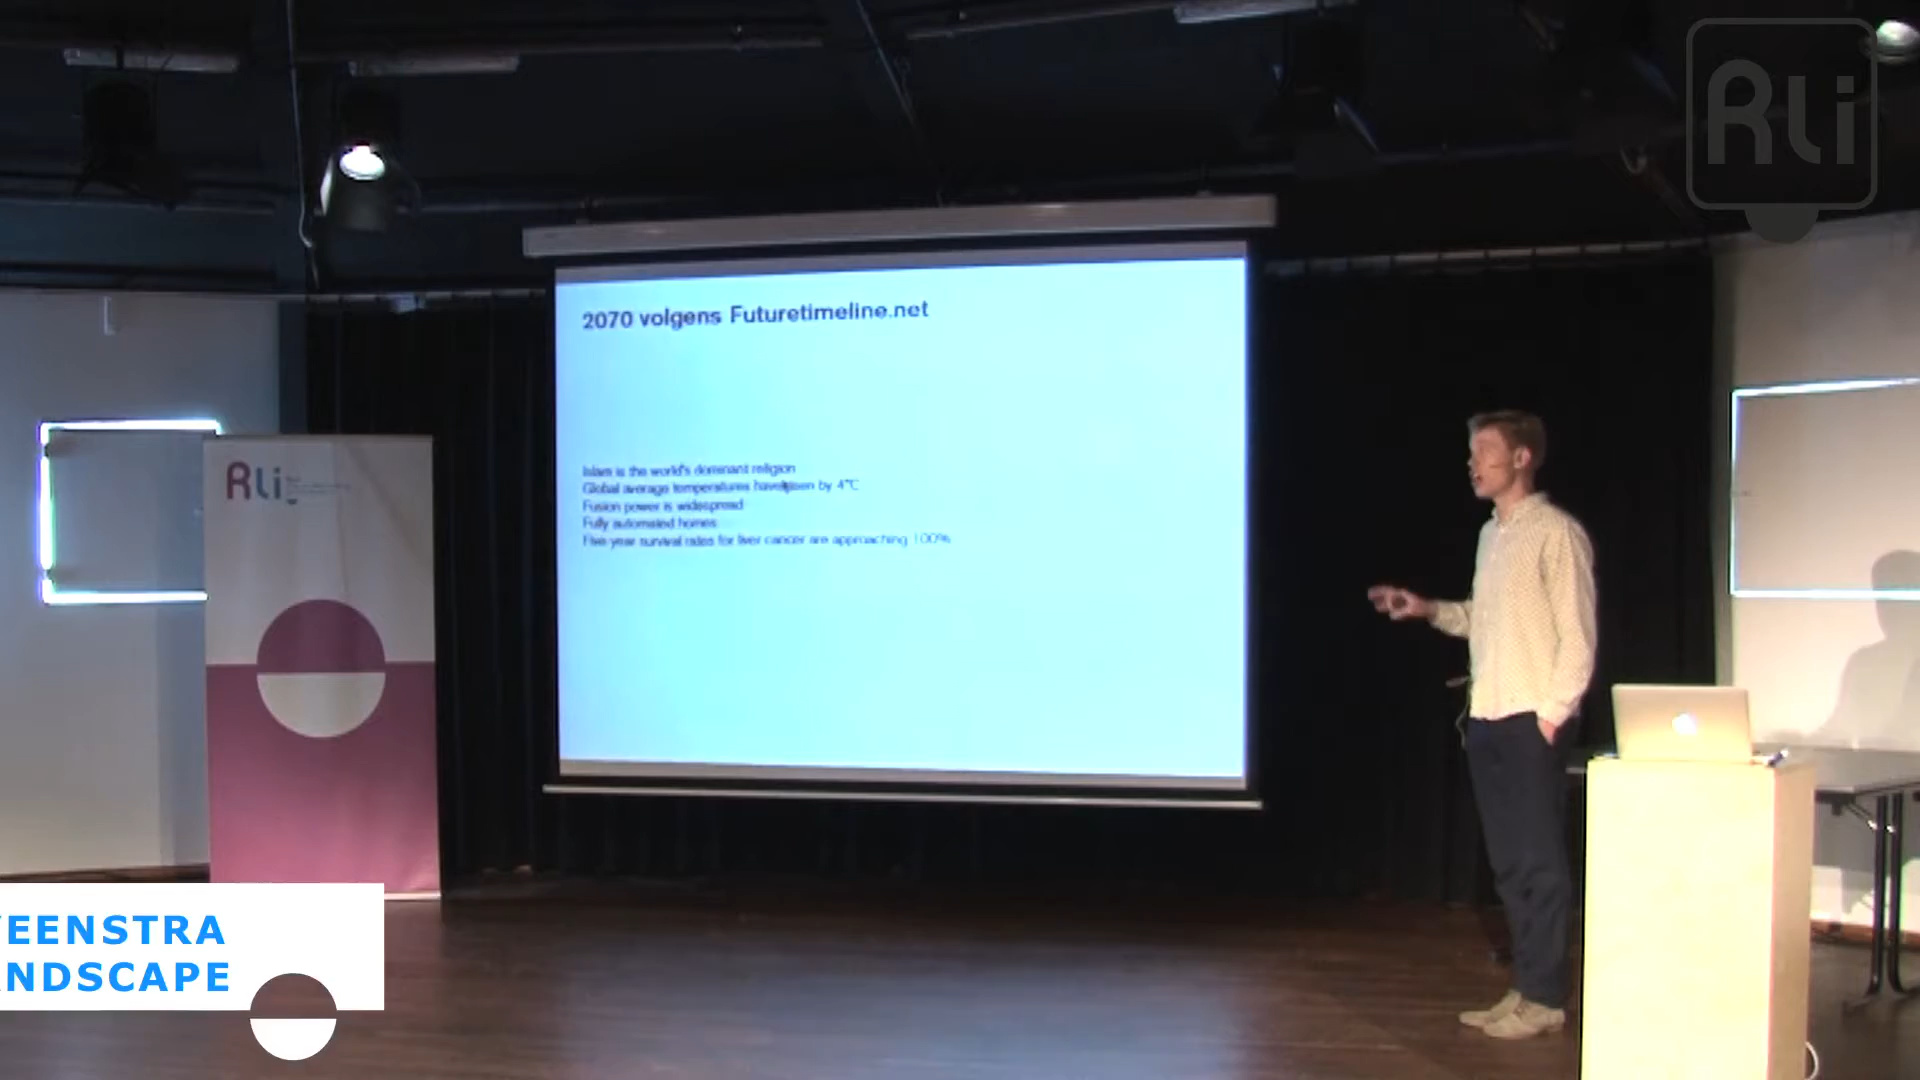 RLi
2070 volgens Futuretimeline.net
Islam is the world's dominant religion
Global average temperatures have risen by 4°C
Fusion power is widespread
Fully automated homes
Five year survival rates for liver cancer are approaching 100%
RLi
EENSTRA
NDSCAPE